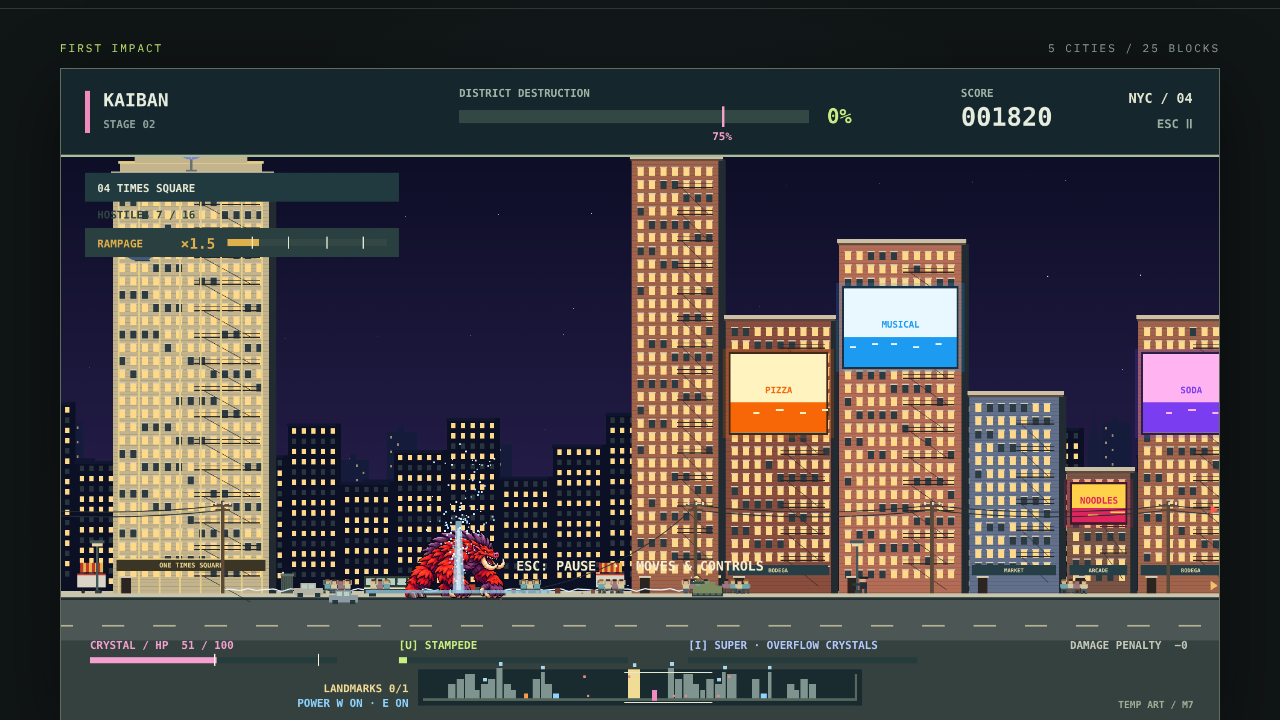 FIRST IMPACT
5 CITIES / 25 BLOCKS
KAIBAN
STAGE 02
DISTRICT DESTRUCTION
0%
75%
SCORE
001820
NYC / 04
ESC II
04 TIMES SQUARE
HOSTILE 7 / 16
RAMPAGE ×1.5
MUSICAL
PIZZA
SODA
NOODLES
ONE TIMES SQUARE
ESC: PAUSE
MOVES & CONTROLS
BODEGA
MARKET
ARCADE
BODEGA
CRYSTAL / HP 51 / 100
[U] STAMPEDE
[I] SUPER · OVERFLOW CRYSTALS
DAMAGE PENALTY −0
LANDMARKS 0/1
POWER W ON · E ON
TEMP ART / M7